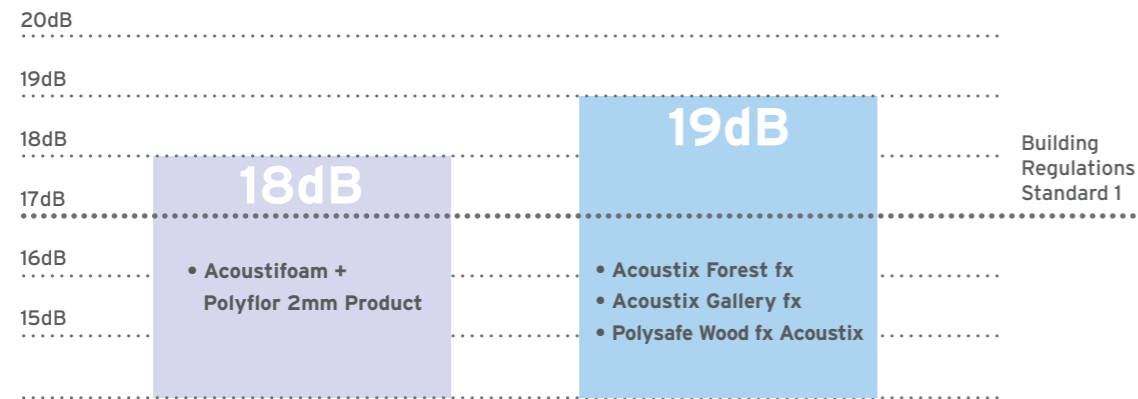 20dB
19dB
18dB
17dB
16dB
15dB
18dB
• Acoustifoam +
Polyflor 2mm Product
19dB
• Acoustix Forest fx
• Acoustix Gallery fx
• Polysafe Wood fx Acoustix
Building
Regulations
Standard 1